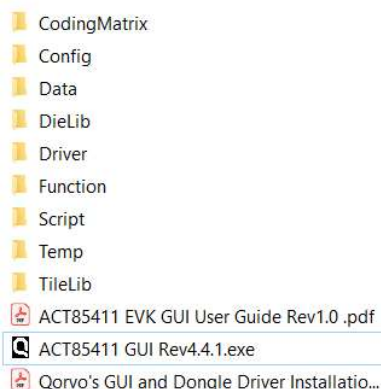 CodingMatrix
Config
Data
DieLib
Driver
Function
Script
Temp
TileLib
ACT85411 EVK GUI User Guide Rev1.0 .pdf
ACT85411 GUI Rev4.4.1.exe
Qorvo's GUI and Dongle Driver Installatio...